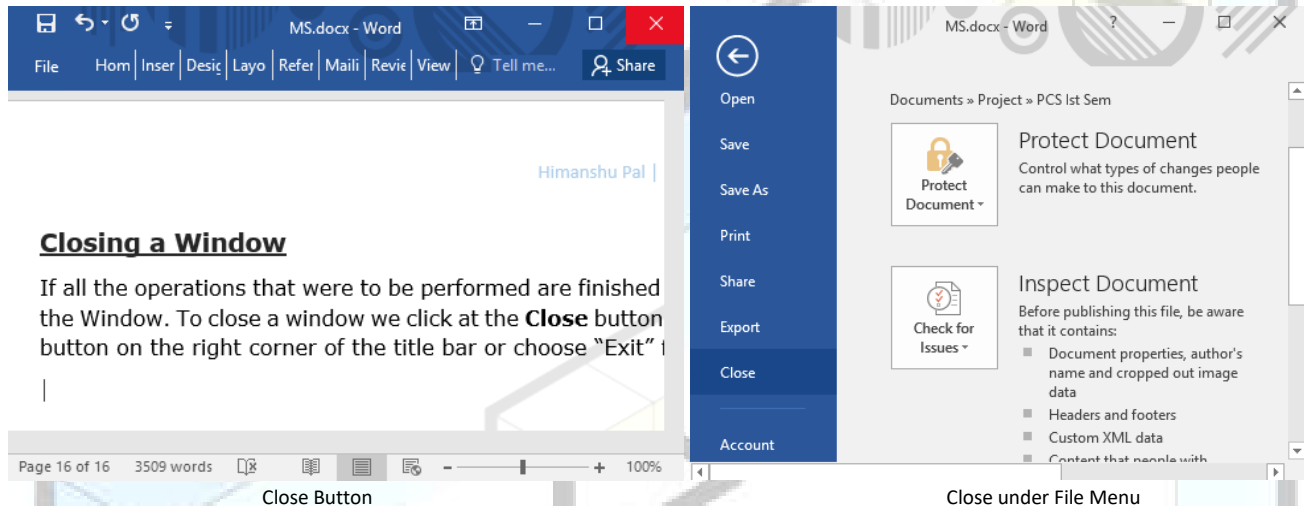 MS.docx - Word
File Hom Inser Desig Layo Refer Maili Revie View Tell me... Share
Himanshu Pal |
Closing a Window
If all the operations that were to be performed are finished
the Window. To close a window we click at the Close button
button on the right corner of the title bar or choose “Exit” f
Page 16 of 16 3509 words 100%
Close Button
MS.docx - Word ?
Open
Save
Save As
Print
Share
Export
Close
Account
Documents » Project » PCS Ist Sem
Protect Document
Protect Document
Control what types of changes people
can make to this document.
Check for
Issues
Inspect Document
Before publishing this file, be aware
that it contains:
Document properties, author's
name and cropped out image
data
Headers and footers
Custom XML data
Content that people with
Close under File Menu